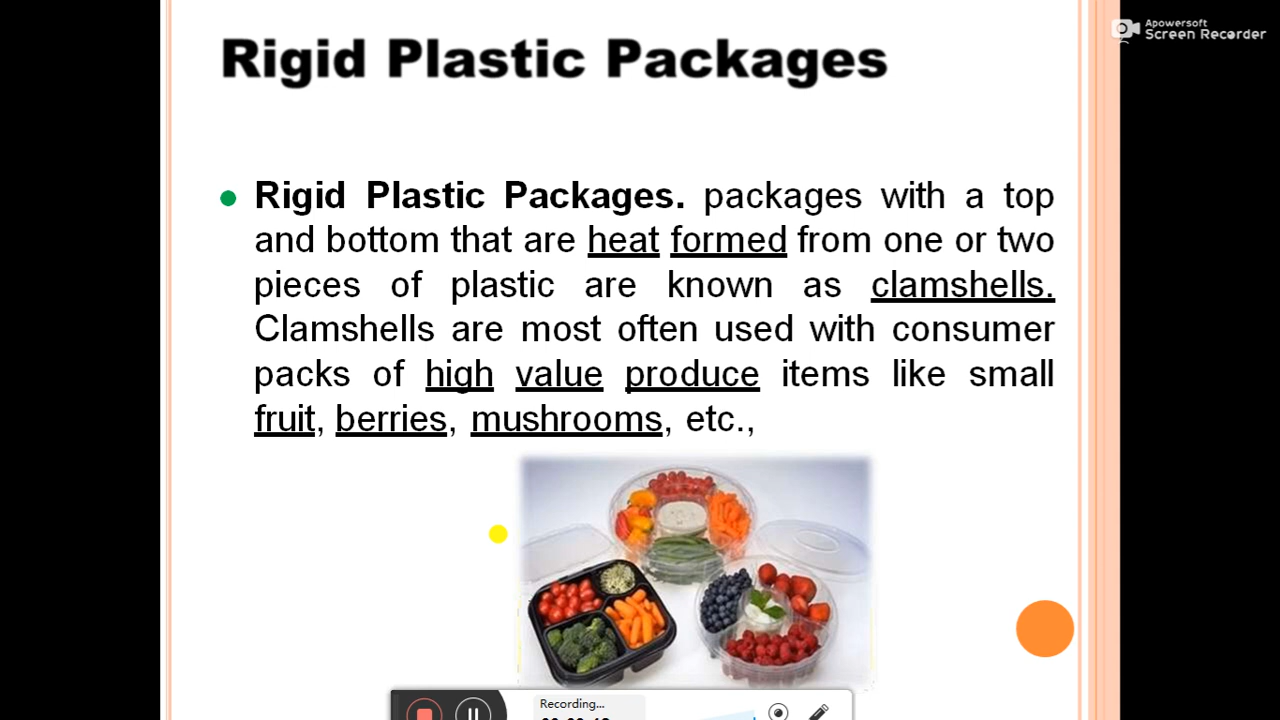 Apowersoft
Screen Recorder
Rigid Plastic Packages
Rigid Plastic Packages. packages with a top
and bottom that are heat formed from one or two
pieces of plastic are known as clamshells.
Clamshells are most often used with consumer
packs of high value produce items like small
fruit, berries, mushrooms, etc.,
Recording...